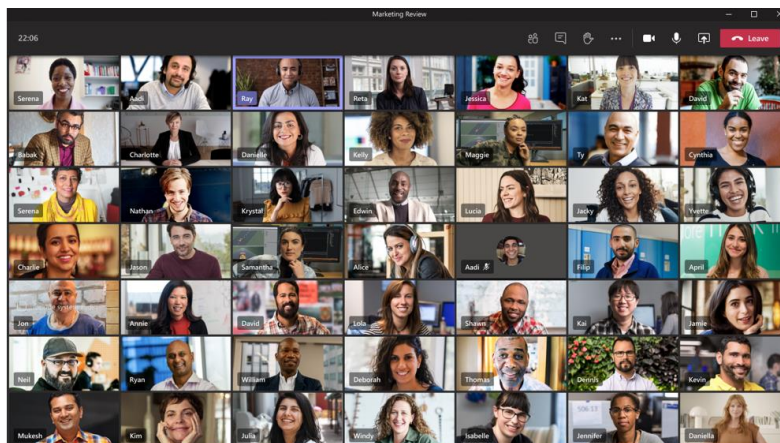 Marketing Review
22:06
Leave
Serena
Aadi
Ray
Reta
Jessica
Kat
David
Babak
Charlotte
Danielle
Kelly
Maggie
Ty
Cynthia
Serena
Nathan
Krystal
Edwin
Lucia
Jacky
Yvette
Charlie
Jason
Samantha
Alice
Aadi
Filip
April
Jon
Annie
David
Lola
Shawn
Kai
Jamie
Neil
Ryan
William
Deborah
Thomas
Dennis
Kevin
Mukesh
Kim
Julia
Windy
Isabelle
Jennifer
Daniella